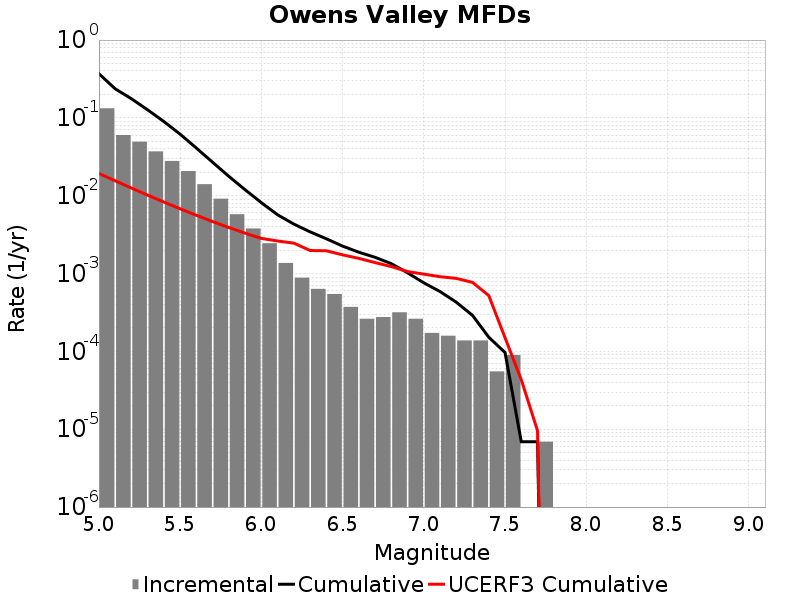 Owens Valley MFDs
Rate (1/yr)
10^0
10^-1
10^-2
10^-3
10^-4
10^-5
10^-6
5.0 5.5 6.0 6.5 7.0 7.5 8.0 8.5 9.0
Magnitude
Incremental Cumulative UCERF3 Cumulative